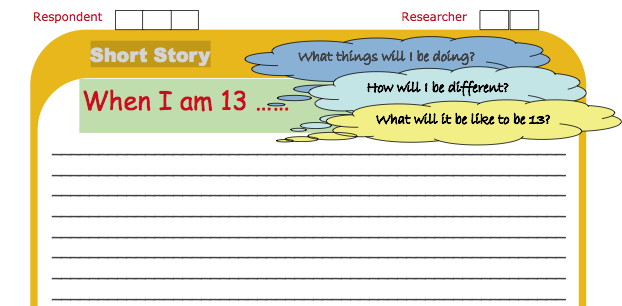 Respondent
Researcher
Short Story
What things will I be doing?
How will I be different?
When I am 13 ......
What will it be like to be 13?